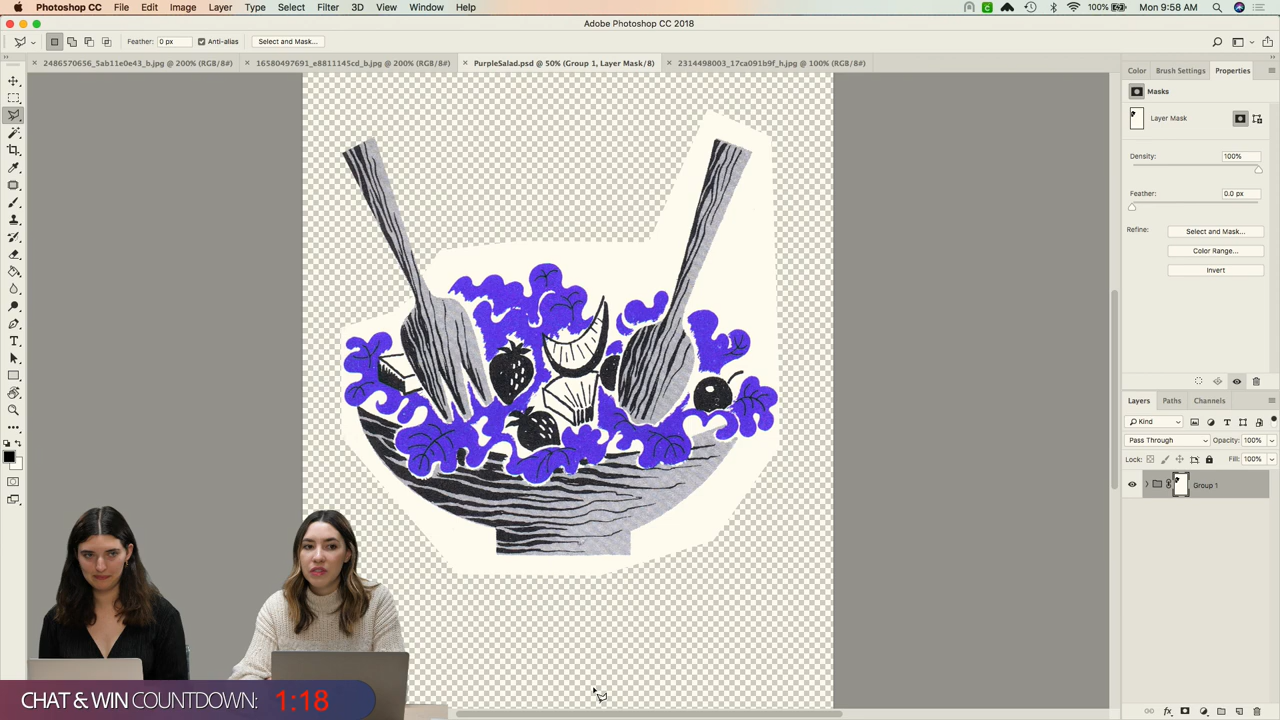 Photoshop CC File Edit Image Layer Type Select Filter 3D View Window Help 100% Mon 9:58 AM
Adobe Photoshop CC 2018
Feather: 0 px Anti-alias Select and Mask...
2486570656_5ab11e0e43_b.jpg @ 200% (RGB/8#) 16580497691_e8811145cd_b.jpg @ 200% (RGB/8#) PurpleSalad.psd @ 50% (Group 1, Layer Mask/8) 2314498003_17ca091b9f_h.jpg @ 100% (RGB/8#)
Color Brush Settings Properties
Masks
Layer Mask
Density: 100%
Feather: 0.0 px
Refine: Select and Mask...
Color Range...
Invert
Layers Paths Channels
Kind
Pass Through Opacity: 100%
Lock: Fill: 100%
Group 1
CHAT & WIN COUNTDOWN: 1:18